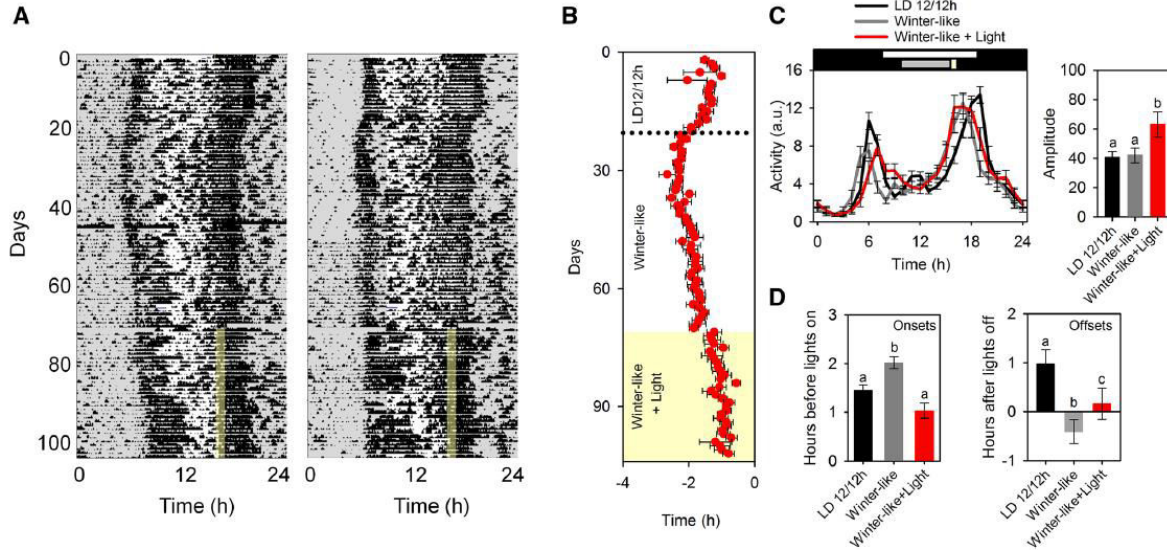 A
0
20
40
60
80
100
Days
12
24
Time (h)
12
24
Time (h)
B
0
30
60
90
Days
LD12/12h
Winter-like
Winter-like
+ Light
-4
-2
0
Time (h)
C
LD 12/12h
Winter-like
Winter-like + Light
16
12
8
4
0
Activity (a.u.)
0
6
12
18
24
Time (h)
100
80
60
40
20
0
Amplitude
a
a
b
LD 12/12h
Winter-like
Winter-like+Light
D
Onsets
3
2
1
0
Hours before lights on
a
b
a
LD 12/12h
Winter-like
Winter-like+Light
Offsets
2
1
0
-1
Hours after lights off
a
b
c
LD 12/12h
Winter-like
Winter-like+Light